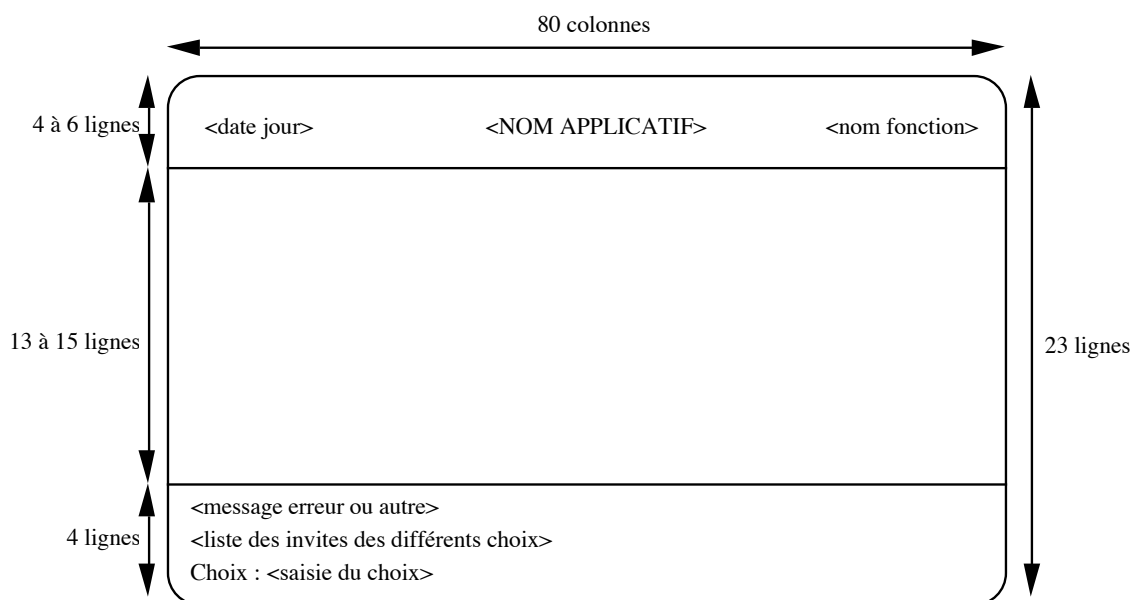 80 colonnes
4 à 6 lignes
<date jour> <NOM APPLICATIF> <nom fonction>
13 à 15 lignes
23 lignes
<message erreur ou autre>
4 lignes
<liste des invites des différents choix>
Choix : <saisie du choix>